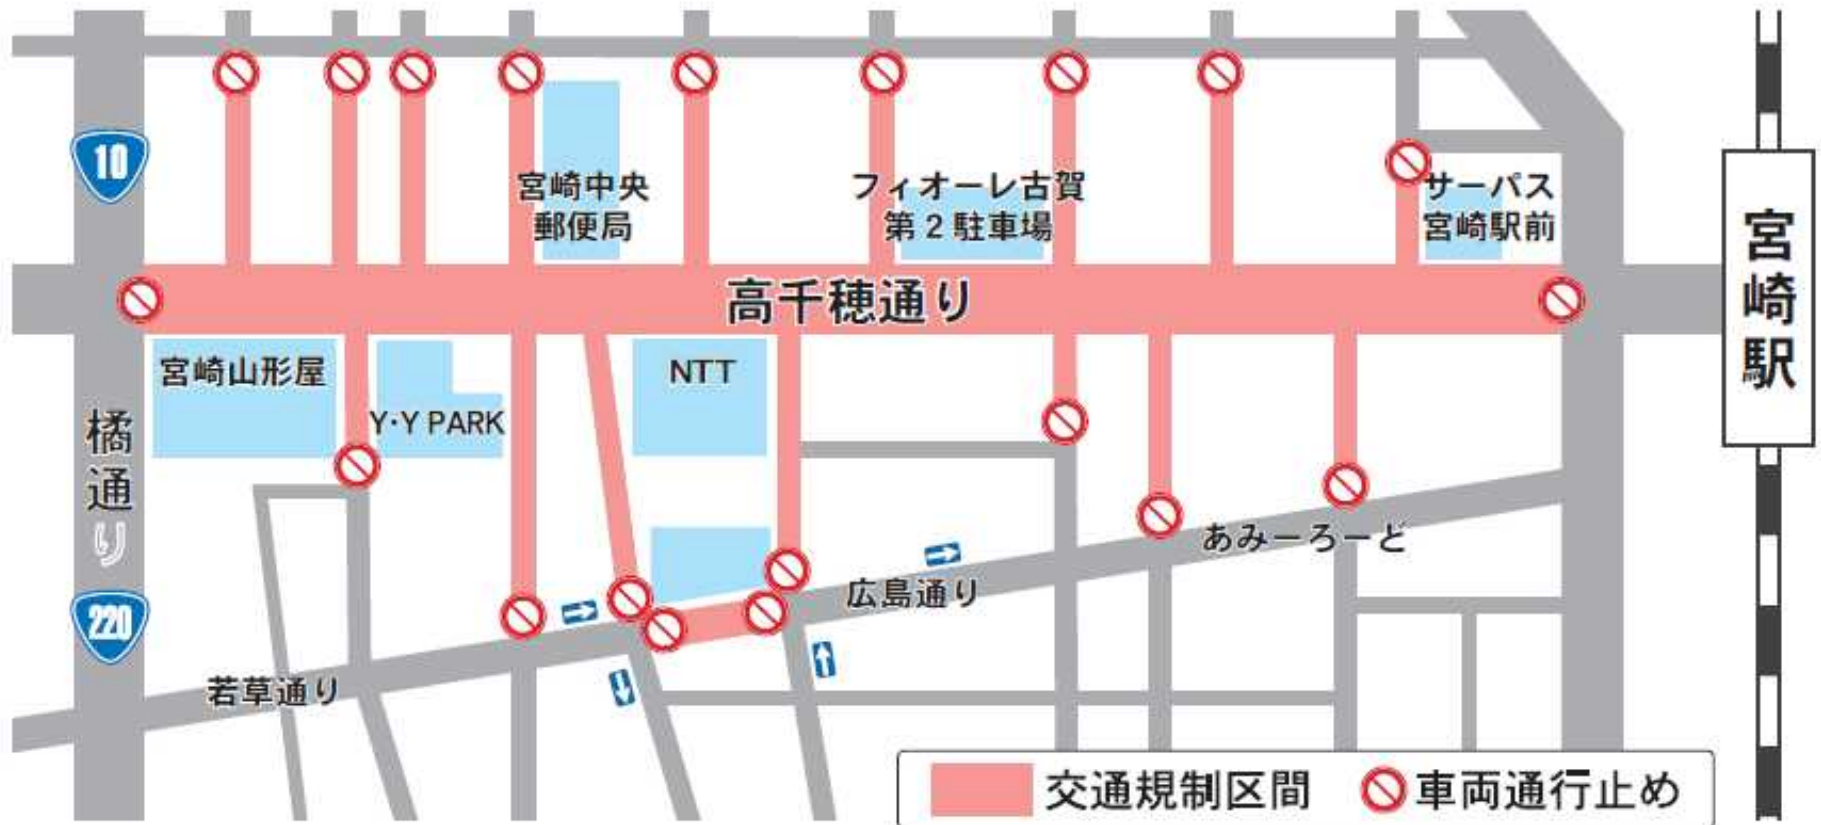 10
宮崎中央
郵便局
フィオーレ古賀
第2駐車場
サーパス
宮崎駅前
宮崎駅
高千穂通り
宮崎山形屋
Y·Y PARK
NTT
橘通り
220
若草通り
広島通り
あみーろーど
交通規制区間
車両通行止め